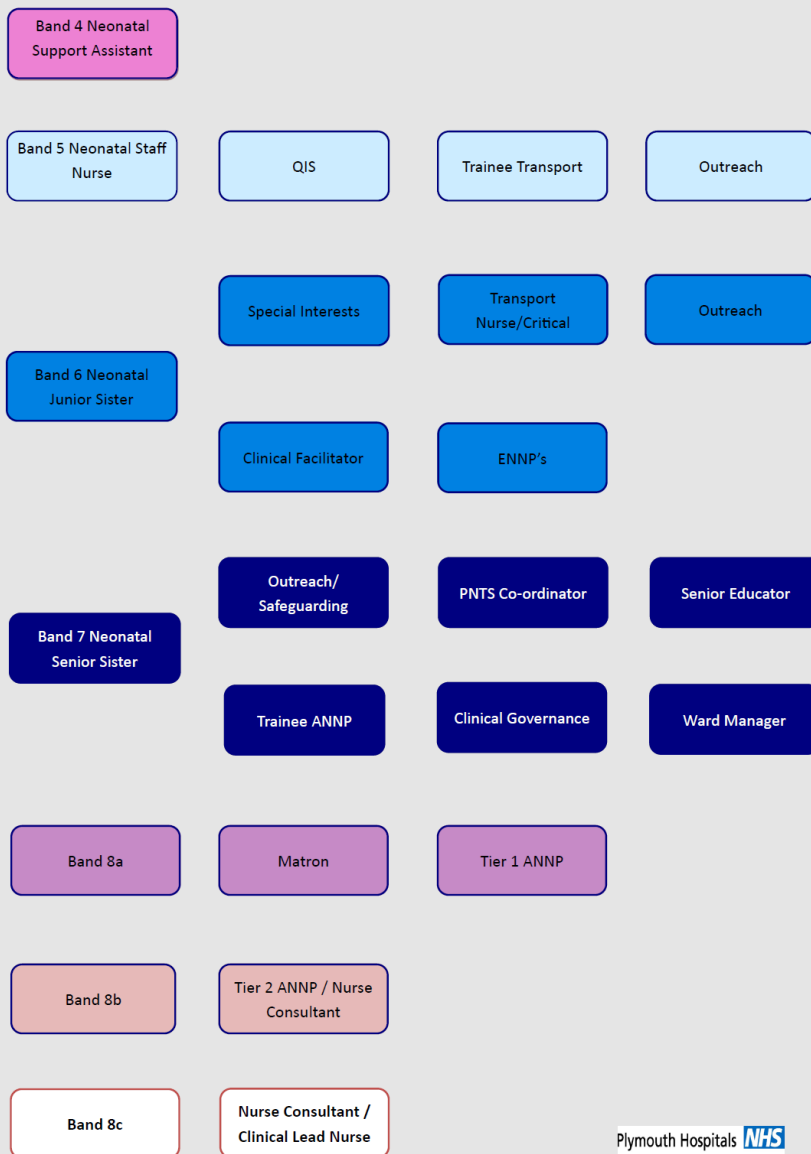 Band 4 Neonatal
Support Assistant
Band 5 Neonatal Staff
Nurse
QIS
Trainee Transport
Outreach
Special Interests
Transport
Nurse/Critical
Outreach
Band 6 Neonatal
Junior Sister
Clinical Facilitator
ENNP's
Outreach/
Safeguarding
PNTS Co-ordinator
Senior Educator
Band 7 Neonatal
Senior Sister
Trainee ANNP
Clinical Governance
Ward Manager
Band 8a
Matron
Tier 1 ANNP
Band 8b
Tier 2 ANNP / Nurse
Consultant
Band 8c
Nurse Consultant /
Clinical Lead Nurse
Plymouth Hospitals NHS